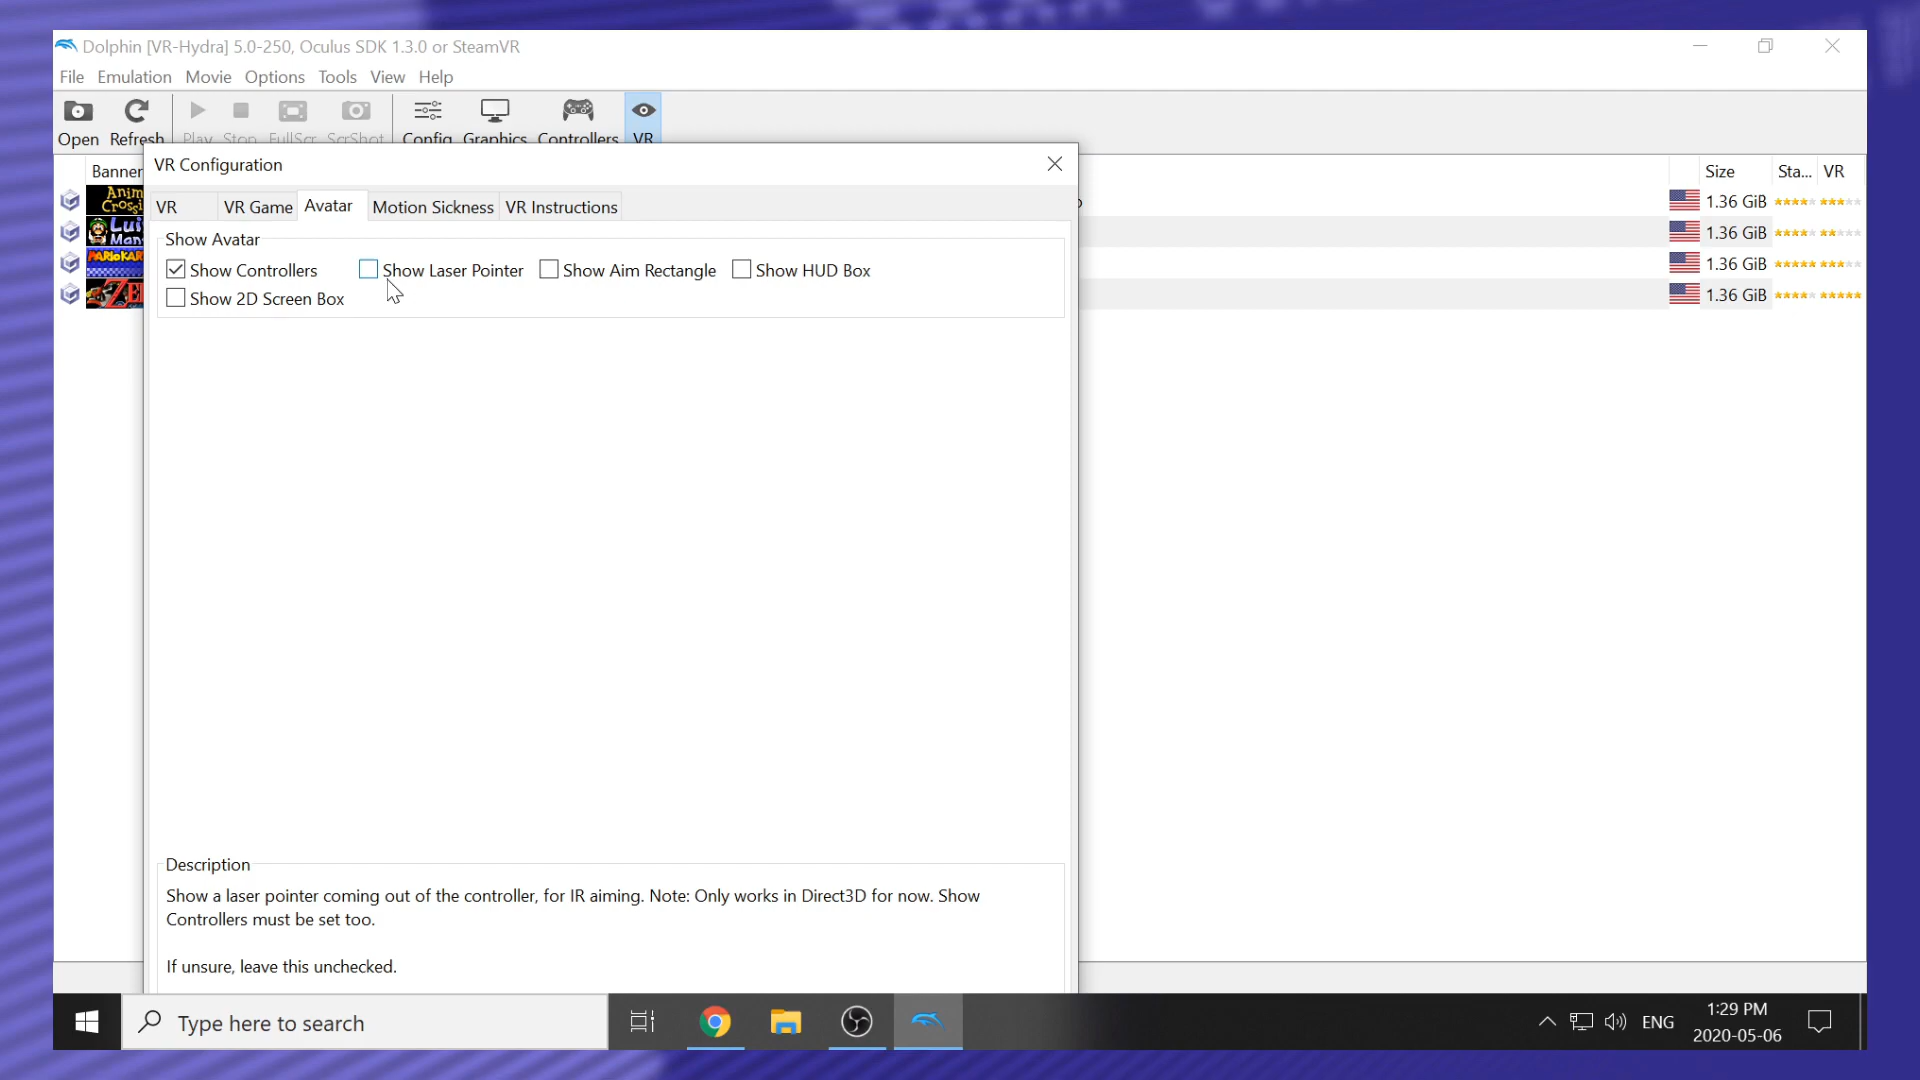 Dolphin [VR-Hydra] 5.0-250, Oculus SDK 1.3.0 or SteamVR
File Emulation Movie Options Tools View Help
Open Refresh Play Stop FullScr ScrShot Config Graphics Controllers VR
Banner Size Sta... VR
VR Configuration
VR VR Game Avatar Motion Sickness VR Instructions
Show Avatar
Show Controllers Show Laser Pointer Show Aim Rectangle Show HUD Box
Show 2D Screen Box
1.36 GiB
1.36 GiB
1.36 GiB
1.36 GiB
Description
Show a laser pointer coming out of the controller, for IR aiming. Note: Only works in Direct3D for now. Show
Controllers must be set too.
If unsure, leave this unchecked.
Type here to search
ENG
1:29 PM
2020-05-06